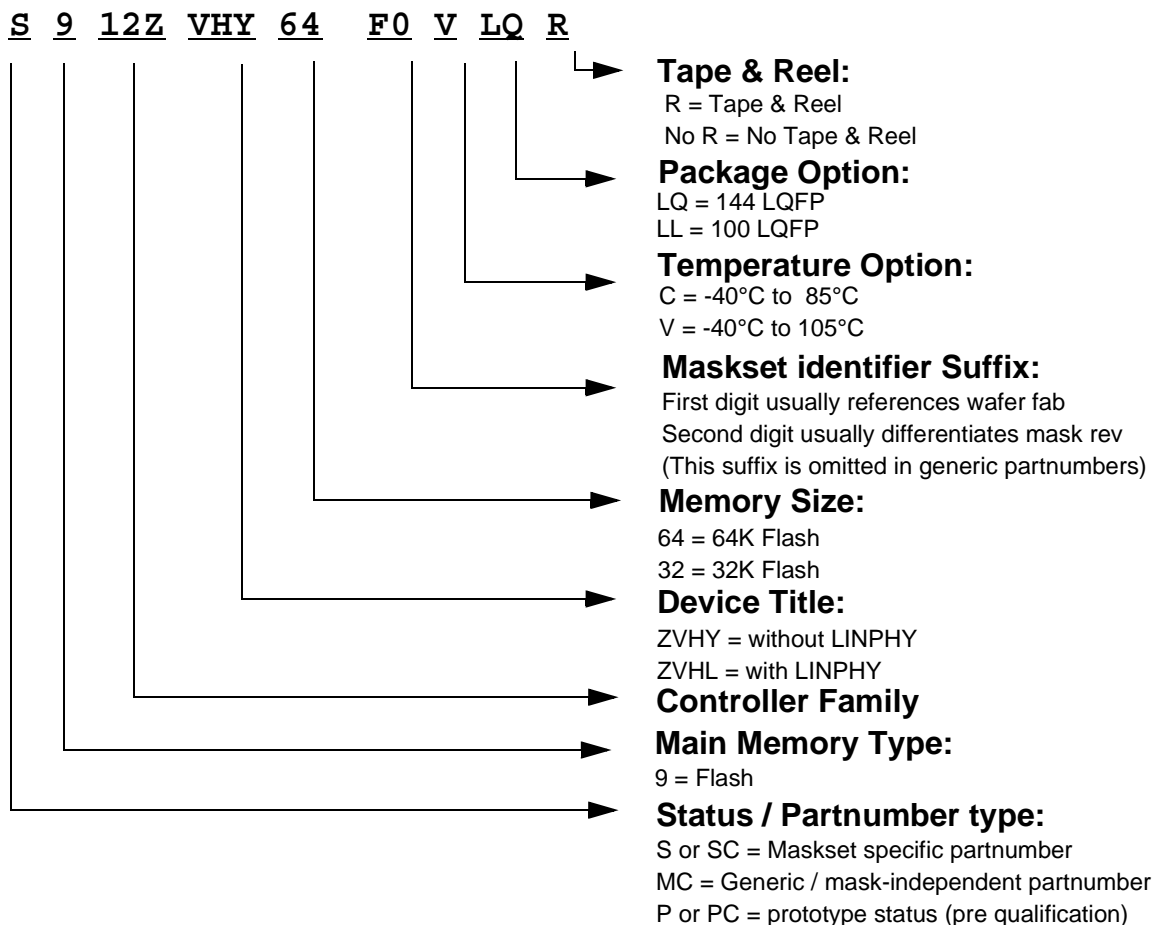 S 9 12Z VHY 64 F0 V LQ R
Tape & Reel:
R = Tape & Reel
No R = No Tape & Reel
Package Option:
LQ = 144 LQFP
LL = 100 LQFP
Temperature Option:
C = -40°C to 85°C
V = -40°C to 105°C
Maskset identifier Suffix:
First digit usually references wafer fab
Second digit usually differentiates mask rev
(This suffix is omitted in generic partnumbers)
Memory Size:
64 = 64K Flash
32 = 32K Flash
Device Title:
ZVHY = without LINPHY
ZVHL = with LINPHY
Controller Family
Main Memory Type:
9 = Flash
Status / Partnumber type:
S or SC = Maskset specific partnumber
MC = Generic / mask-independent partnumber
P or PC = prototype status (pre qualification)